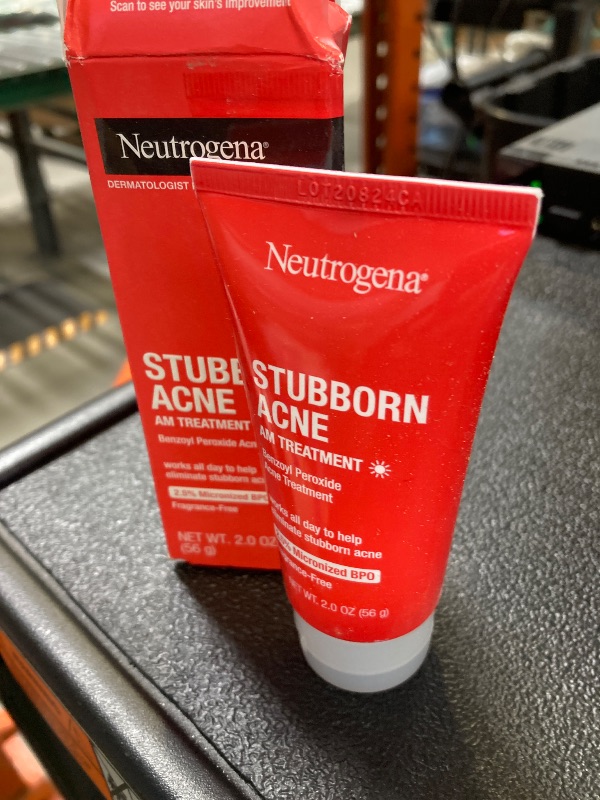 Scan to see your skin's improvement
Neutrogena®
DERMATOLOGIST
STUBB
ACNE
AM TREATMENT
Benzoyl Peroxide Acn
works all day to help
eliminate stubborn ac
2.5% Micronized BPO
Fragrance-Free
NET WT. 2.0 OZ
(56 g)
LOT20824CA
Neutrogena®
STUBBORN
ACNE
AM TREATMENT
Benzoyl Peroxide
Acne Treatment
works all day to help
eliminate stubborn acne
Micronized BPO
Fragrance-Free
NET WT. 2.0 OZ (56 g)